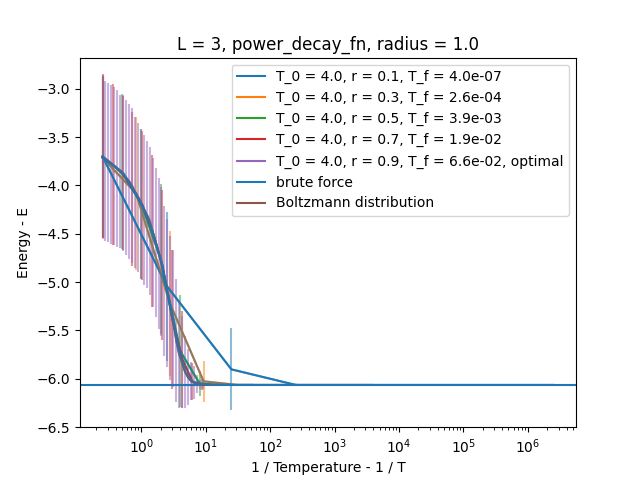 L = 3, power_decay_fn, radius = 1.0
T_0 = 4.0, r = 0.1, T_f = 4.0e-07
T_0 = 4.0, r = 0.3, T_f = 2.6e-04
T_0 = 4.0, r = 0.5, T_f = 3.9e-03
T_0 = 4.0, r = 0.7, T_f = 1.9e-02
T_0 = 4.0, r = 0.9, T_f = 6.6e-02, optimal
brute force
Boltzmann distribution
Energy - E
−3.0
−3.5
−4.0
−4.5
−5.0
−5.5
−6.0
−6.5
10⁰ 10¹ 10² 10³ 10⁴ 10⁵ 10⁶
1 / Temperature - 1 / T